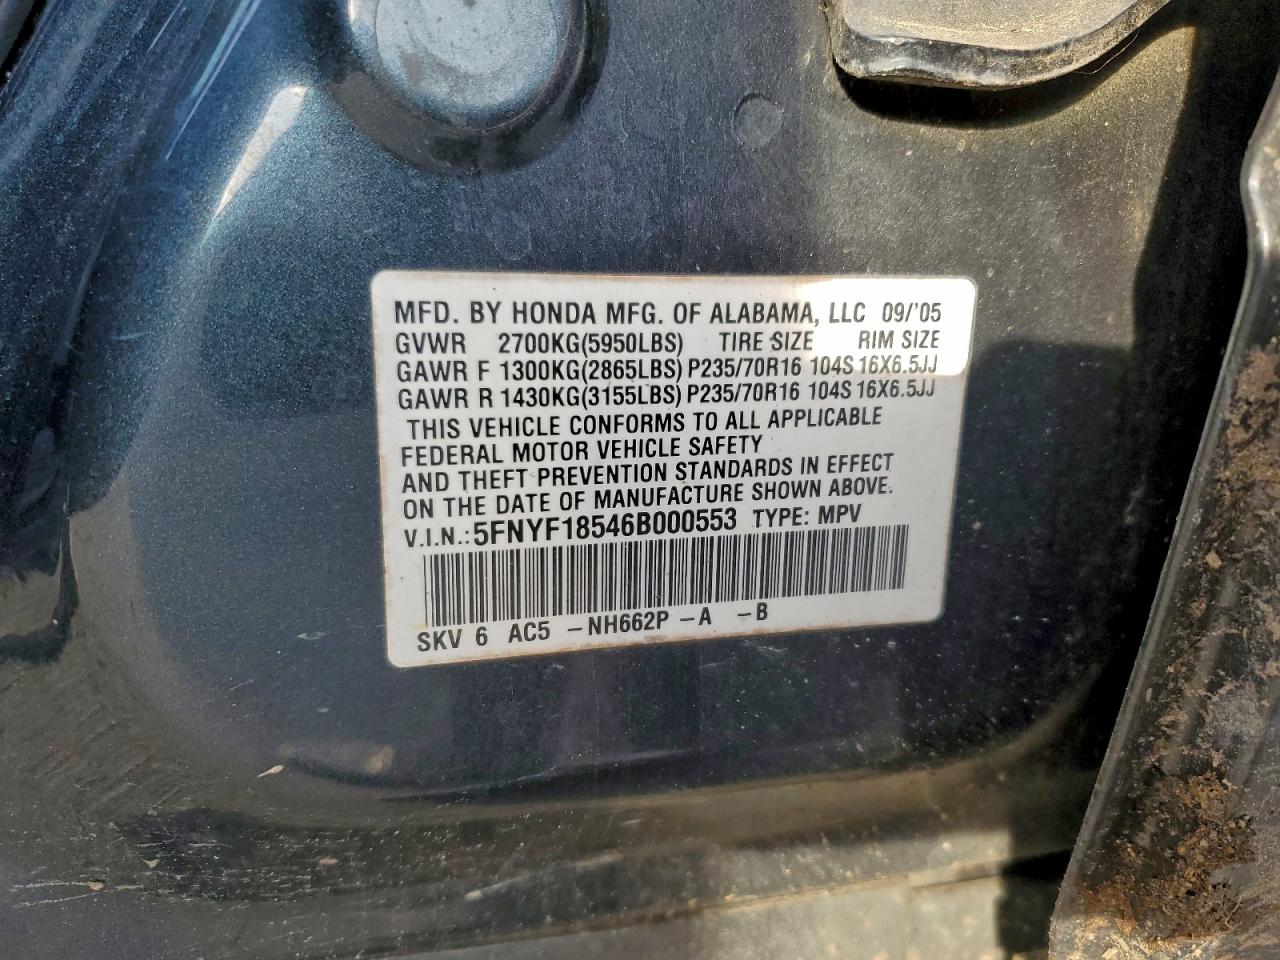 MFD. BY HONDA MFG. OF ALABAMA, LLC 09/'05
GVWR 2700KG(5950LBS) TIRE SIZE RIM SIZE
GAWR F 1300KG(2865LBS) P235/70R16 104S 16X6.5JJ
GAWR R 1430KG(3155LBS) P235/70R16 104S 16X6.5JJ
THIS VEHICLE CONFORMS TO ALL APPLICABLE
FEDERAL MOTOR VEHICLE SAFETY
AND THEFT PREVENTION STANDARDS IN EFFECT
ON THE DATE OF MANUFACTURE SHOWN ABOVE.
V.I.N.: 5FNYF18546B000553 TYPE: MPV
SKV 6 AC5 -NH662P -A -B